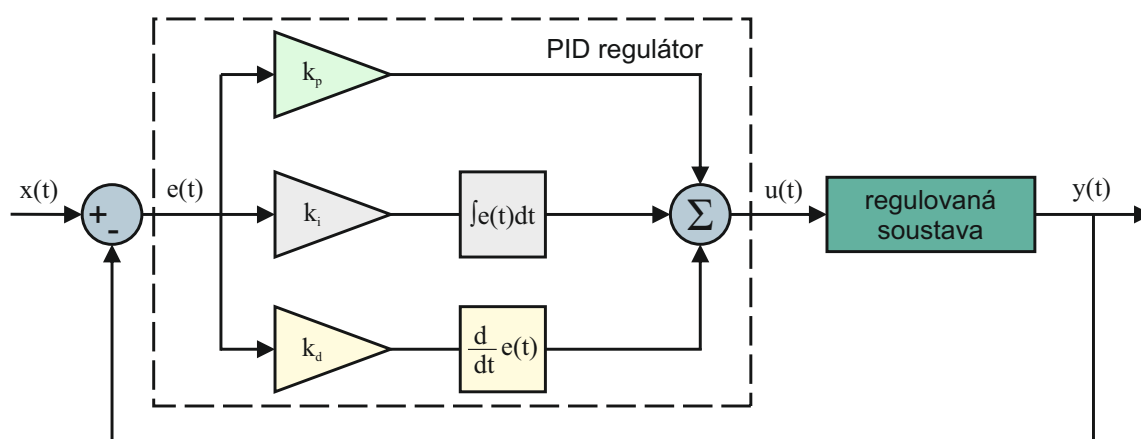 PID regulátor
k_p
x(t)
+
-
e(t)
k_i
∫e(t)dt
Σ
u(t)
regulovaná
soustava
y(t)
k_d
d/dt e(t)